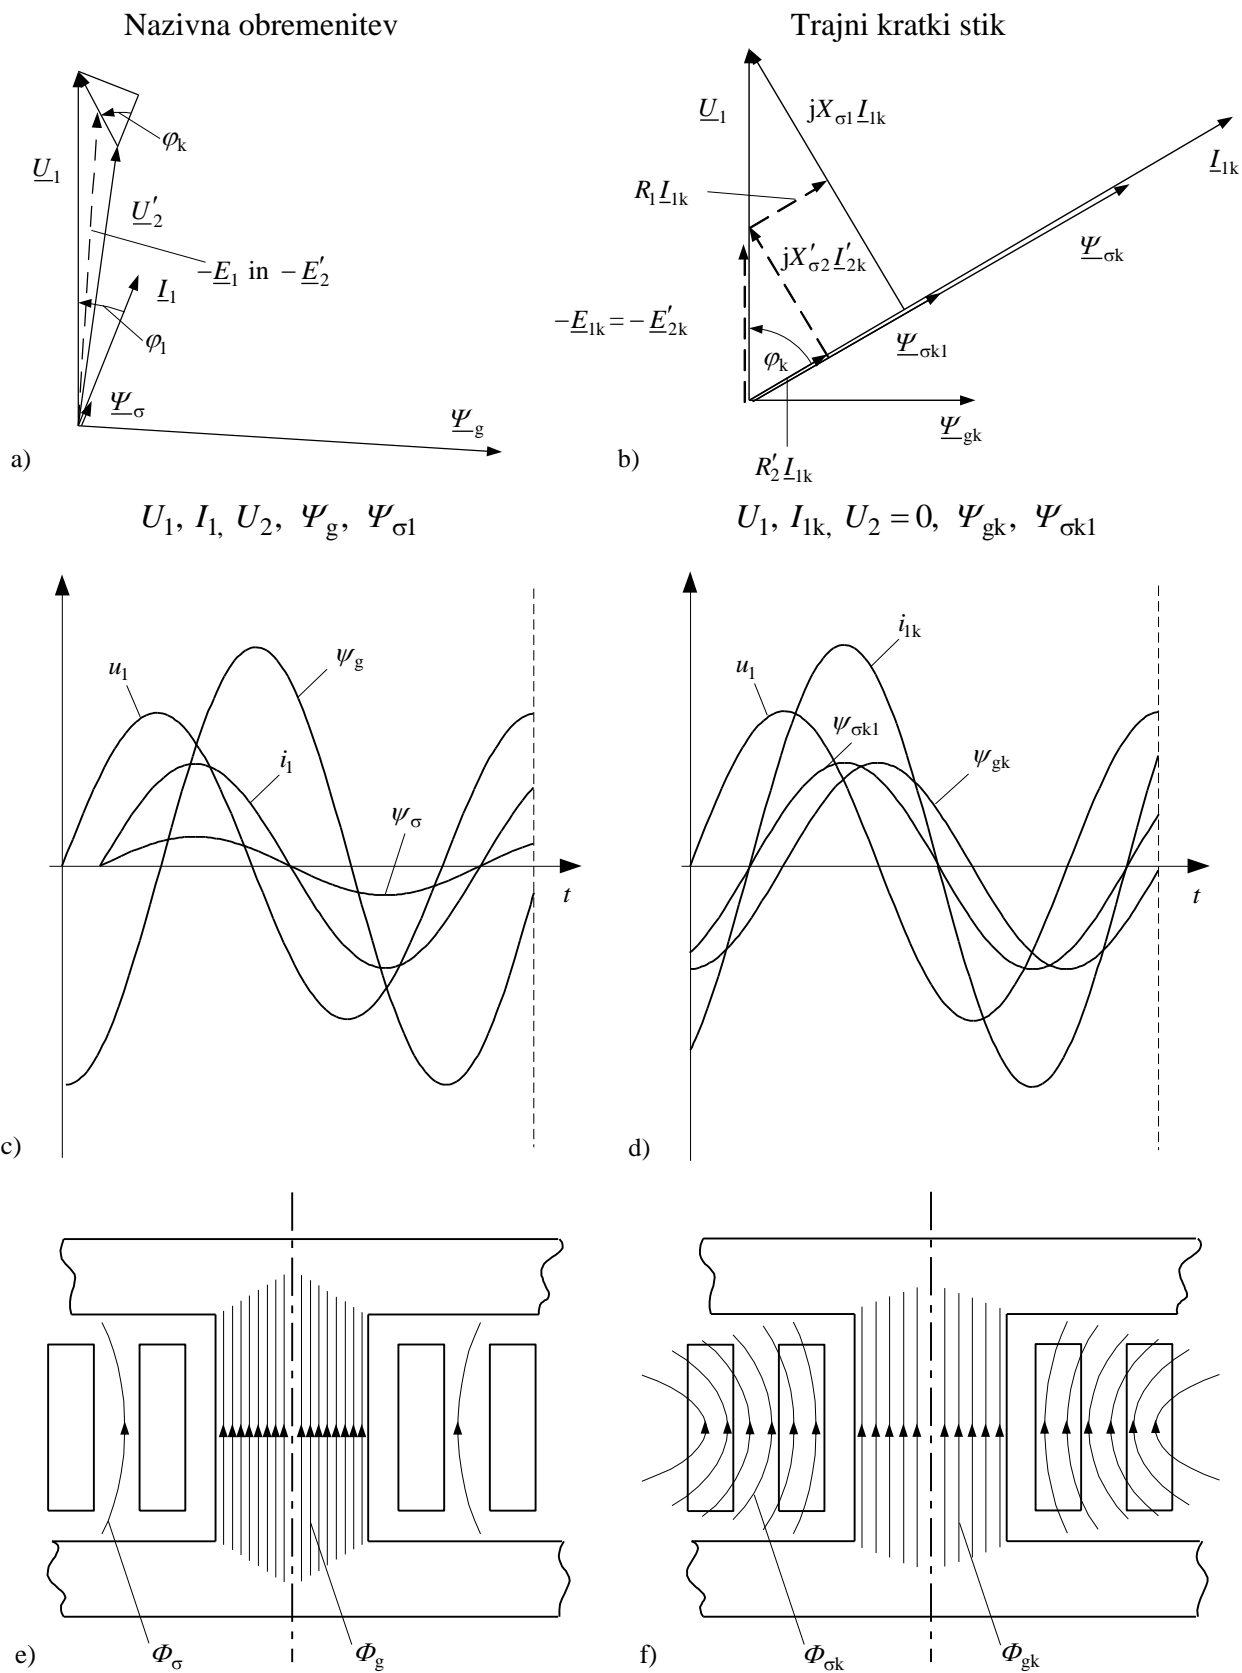 Nazivna obremenitev
Trajni kratki stik
U₁
φₖ
U′₂
−E₁ in −E′₂
I₁
φ₁
Ψσ
Ψg
a)
U₁
jXσ1 I₁ₖ
I₁ₖ
R₁I₁ₖ
Ψσk
jX′σ2 I′₂ₖ
−E₁ₖ = −E′₂ₖ
φₖ
Ψσk1
Ψgk
R′₂ I₁ₖ
b)
U₁, I₁, U₂, Ψg, Ψσ1
U₁, I₁ₖ, U₂ = 0, Ψgk, Ψσk1
u₁
ψg
i₁
ψσ
t
c)
i₁ₖ
u₁
ψσk1
ψgk
t
d)
e)
Φσ
Φg
f)
Φσk
Φgk